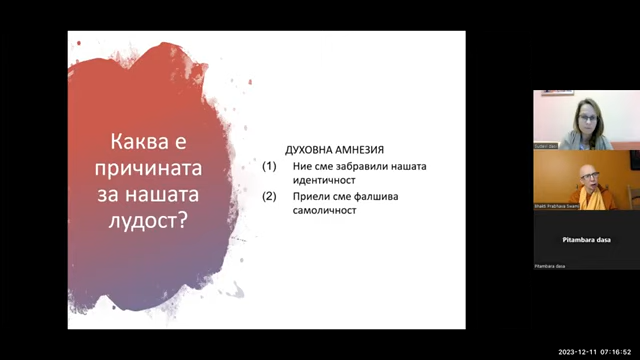 Каква е
причината
за нашата
лудост?
ДУХОВНА АМНЕЗИЯ
(1) Ние сме забравили нашата
идентичност
(2) Приели сме фалшива
самоличност
Bhakti Prabhava Swami
Pitambara dasa
Pitambara dasa
2023-12-11 07:16:52